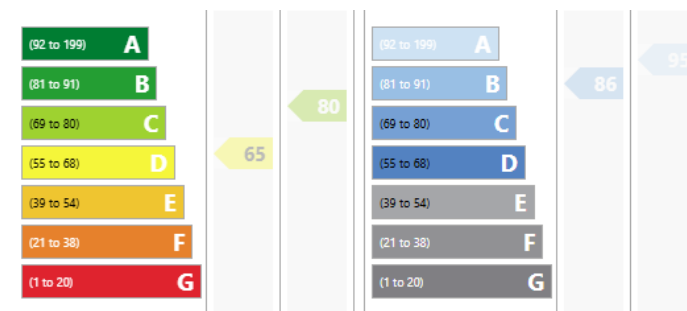 (92 to 199) A
(81 to 91) B
(69 to 80) C
(55 to 68) D
(39 to 54) E
(21 to 38) F
(1 to 20) G
65
80
(92 to 199) A
(81 to 91) B
(69 to 80) C
(55 to 68) D
(39 to 54) E
(21 to 38) F
(1 to 20) G
86
95